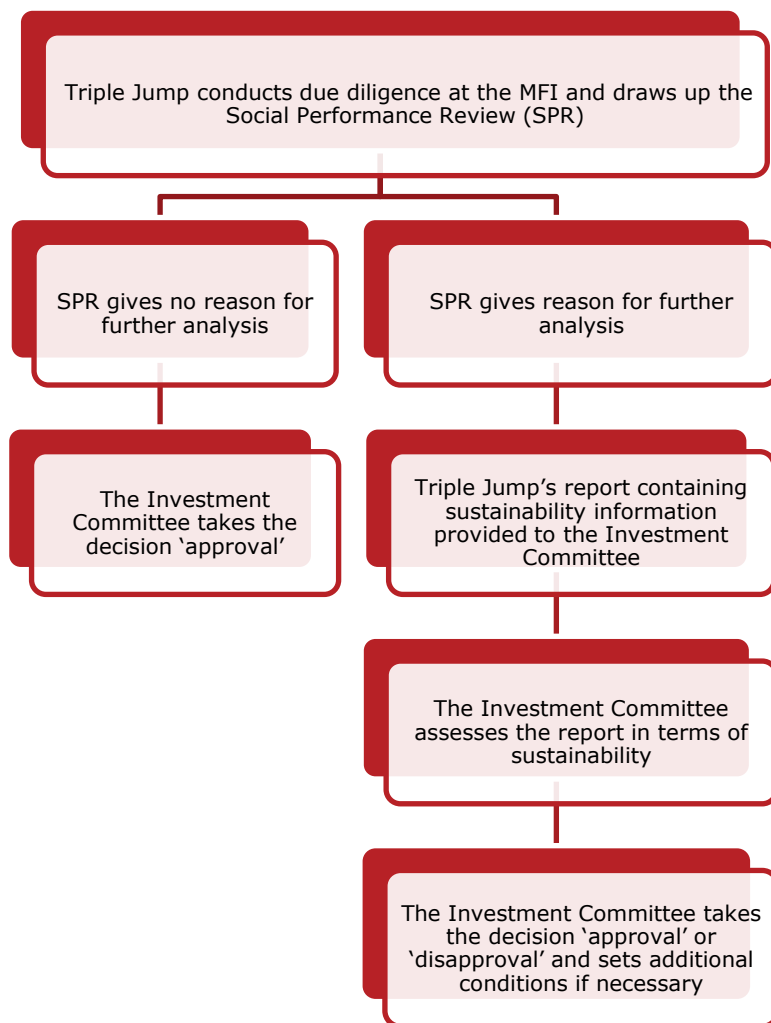 Triple Jump conducts due diligence at the MFI and draws up the
Social Performance Review (SPR)
SPR gives no reason for
further analysis
SPR gives reason for further
analysis
The Investment
Committee takes the
decision ‘approval’
Triple Jump’s report containing
sustainability information
provided to the Investment
Committee
The Investment Committee
assesses the report in terms of
sustainability
The Investment Committee takes
the decision ‘approval’ or
‘disapproval’ and sets additional
conditions if necessary